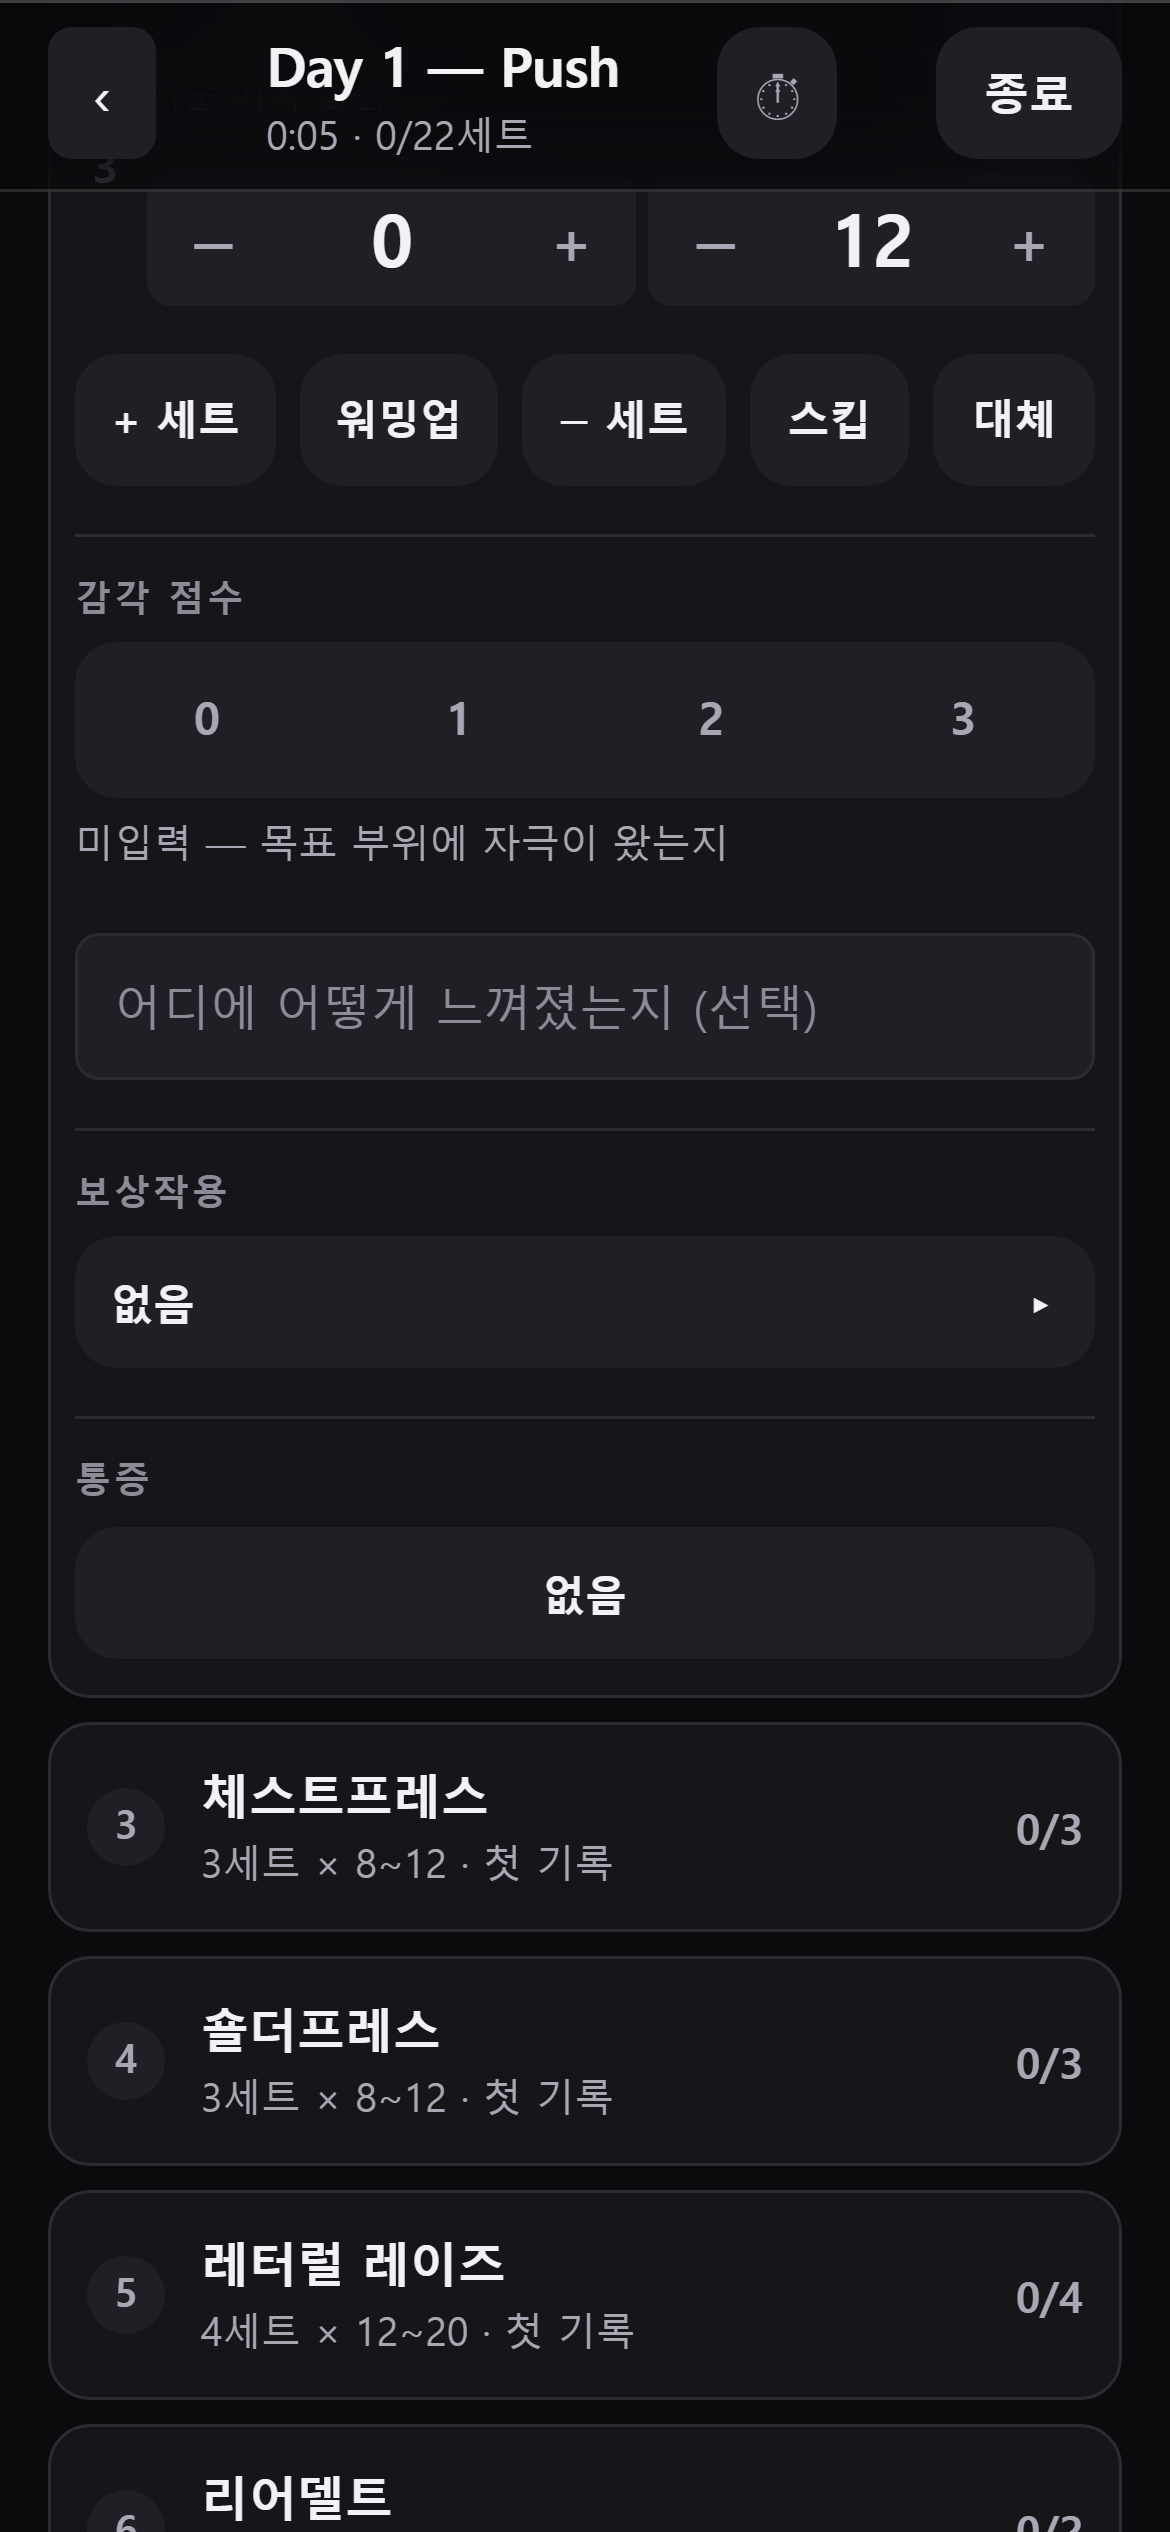 ‹
Day 1 — Push
0:05 · 0/22세트
⏱
종료
3
— 0 +
— 12 +
+ 세트
워밍업
— 세트
스킵
대체
감각 점수
0 1 2 3
미입력 — 목표 부위에 자극이 왔는지
어디에 어떻게 느껴졌는지 (선택)
보상작용
없음 ▸
통증
없음
3
체스트프레스
3세트 × 8~12 · 첫 기록
0/3
4
숄더프레스
3세트 × 8~12 · 첫 기록
0/3
5
레터럴 레이즈
4세트 × 12~20 · 첫 기록
0/4
6
리어델트